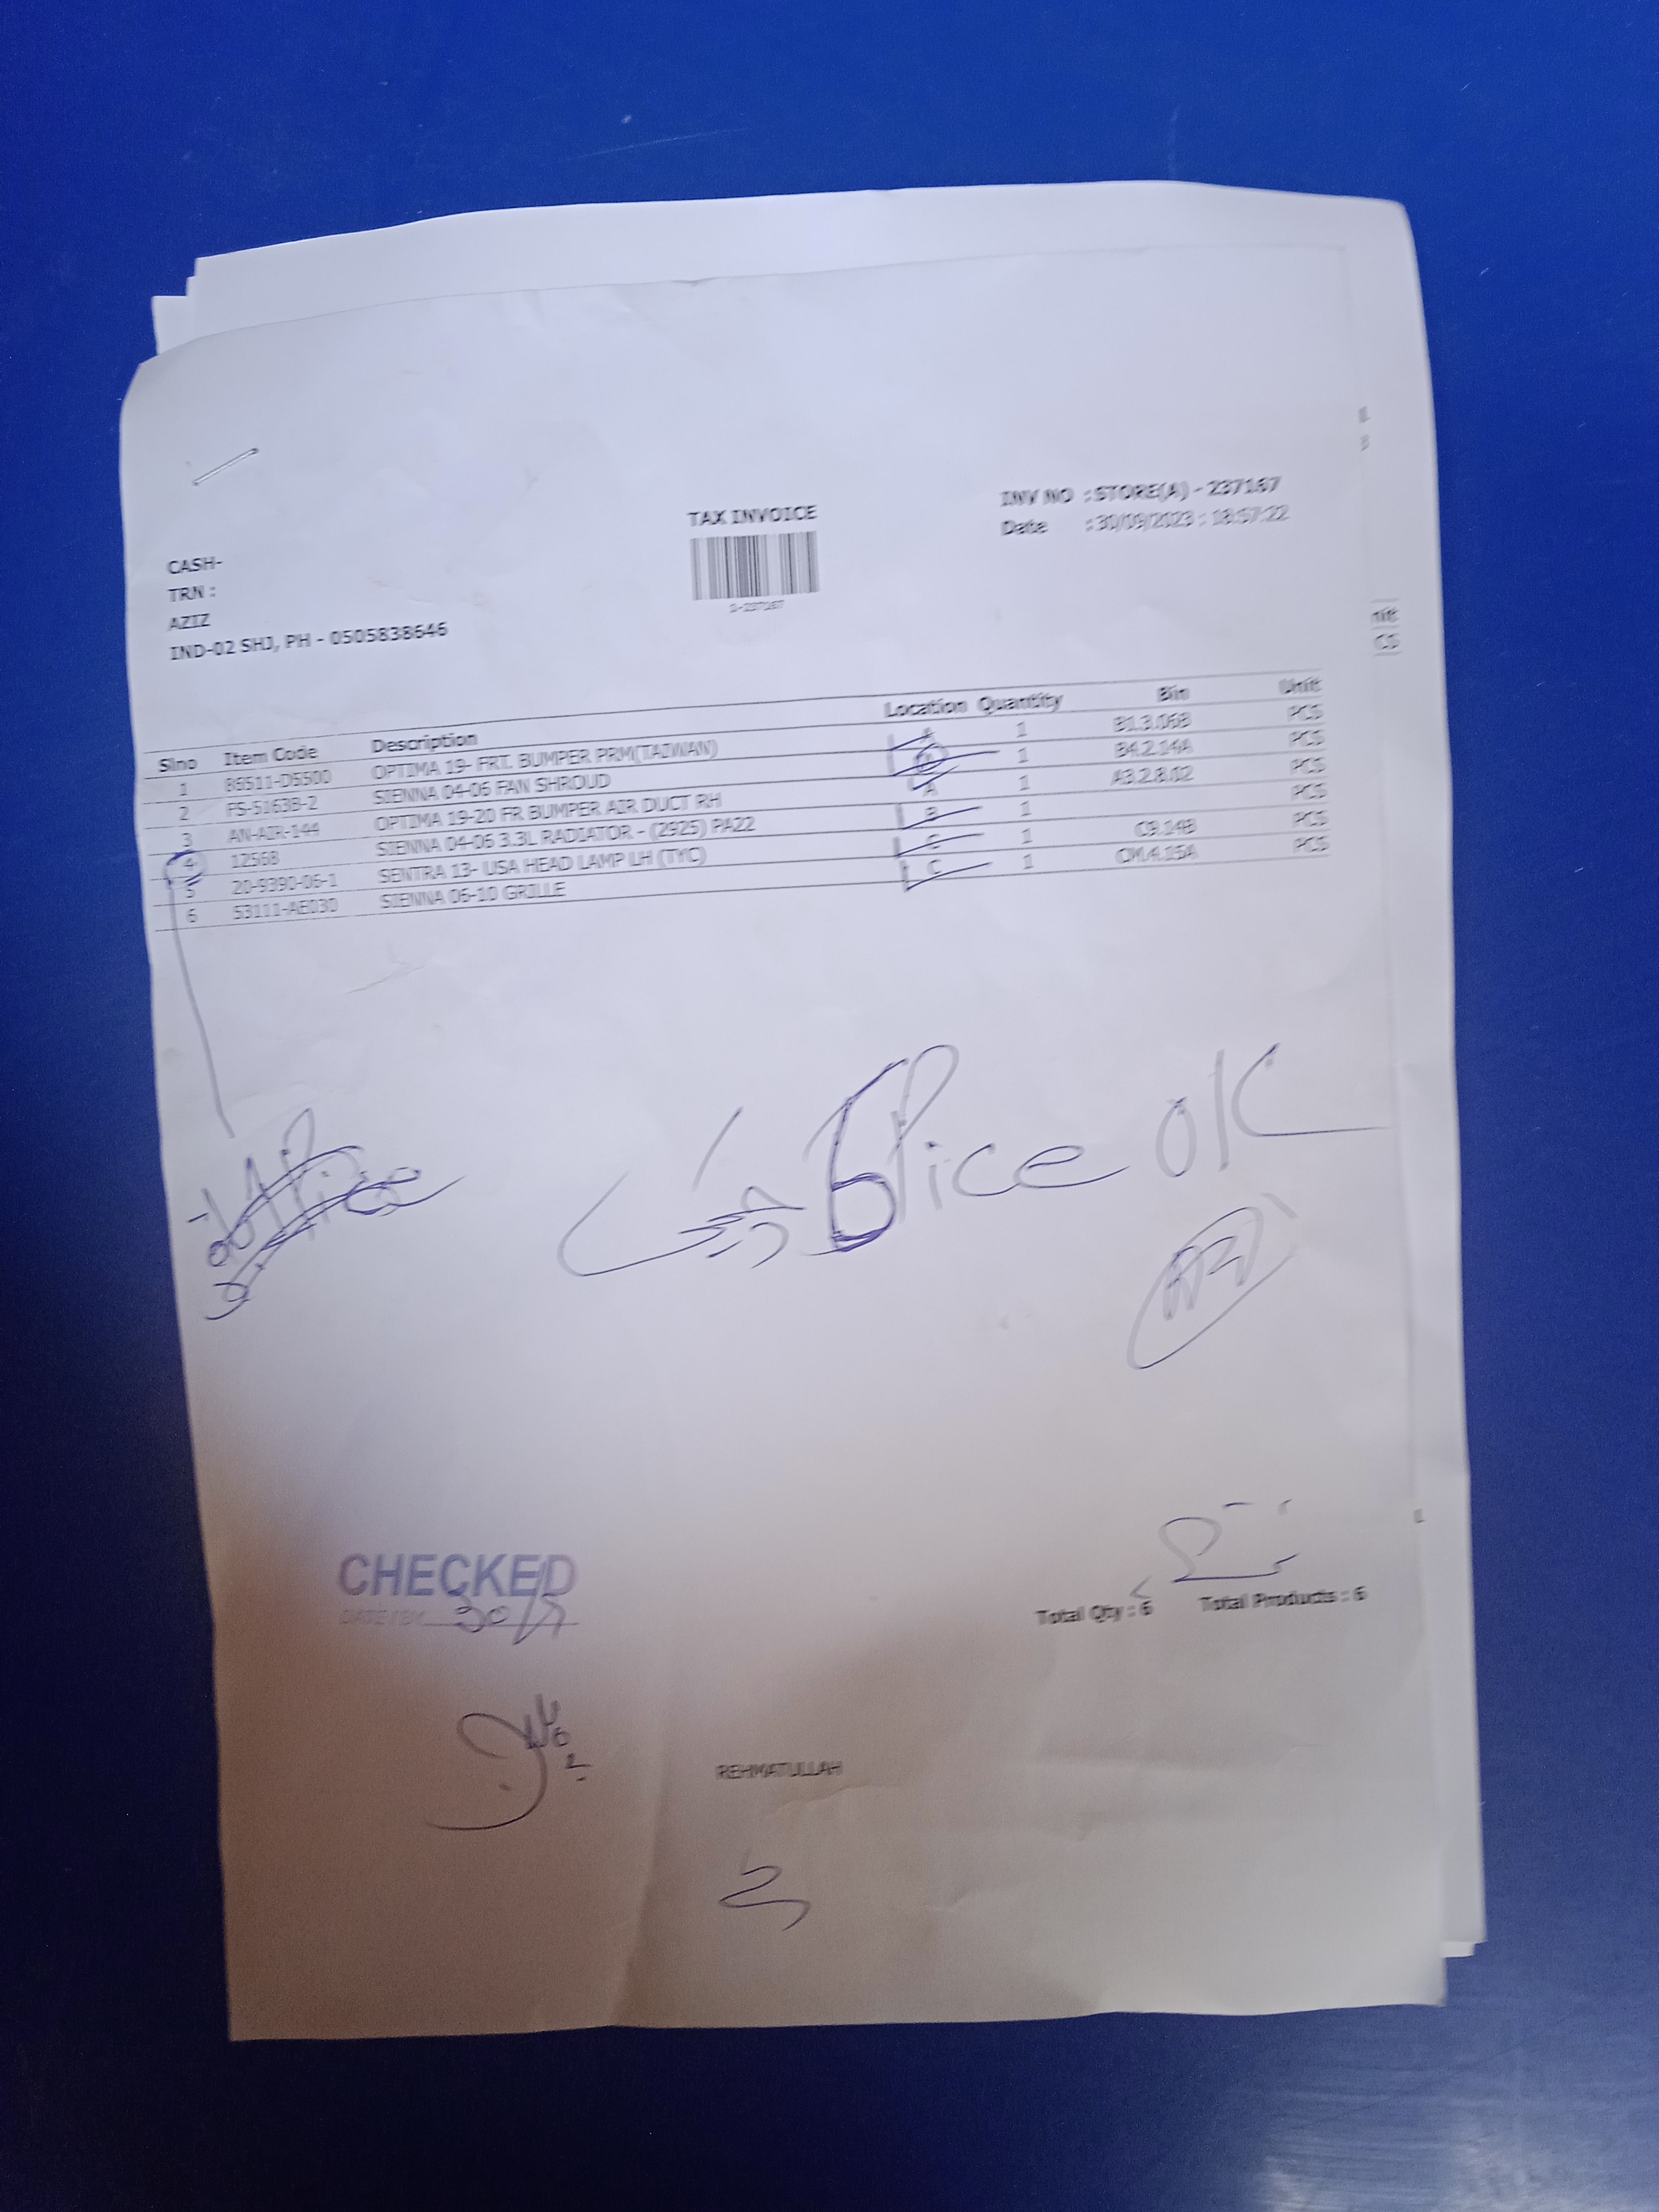 TAX INVOICE
INV NO : STORE(A) - 237167
Date : 30/09/2023 : 18:57:22
CASH-
TRN :
AZIZ
IND-02 SHJ, PH - 0505838646
1-237167
Slno Item Code Description Location Quantity Bin Unit
1 86511-D5500 OPTIMA 19- FRT. BUMPER PRM(TAIWAN) A 1 B1.3.06B PCS
2 FS-5163B-2 SIENNA 04-06 FAN SHROUD 1 B4.2.14A PCS
3 AN-AIR-144 OPTIMA 19-20 FR BUMPER AIR DUCT RH A 1 A3.2.8.02 PCS
4 12568 SIENNA 04-06 3.3L RADIATOR - (2925) PA22 B 1 PCS
5 20-9390-06-1 SENTRA 13- USA HEAD LAMP LH (TYC) C 1 C9.14B PCS
6 53111-AE030 SIENNA 06-10 GRILLE C 1 CM.4.15A PCS
6 Pice OK
CHECKED
DATE / BY 30/9
Total Qty : 6 Total Products : 6
REHMATULLAH